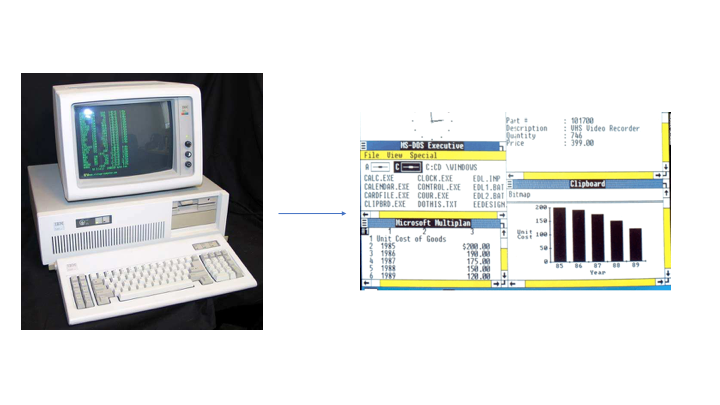 IBM
Part # : 101700
Description : VHS Video Recorder
Quantity : 746
Price : 399.00
MS-DOS Executive
File View Special
A C C:CD \WINDOWS
CALC.EXE CLOCK.EXE EDL.IMP
CALENDAR.EXE CONTROL.EXE EDL1.BAT
CARDFILE.EXE COUR.EXE EDL2.BAT
CLIPBRD.EXE DOTHIS.TXT EEDESIGN
Microsoft Multiplan
1 2
1 Unit Cost of Goods
2 1985 $200.00
3 1986 190.00
4 1987 175.00
5 1988 150.00
6 1989 120.00
Clipboard
Bitmap
200
150
100
50
0
Unit
Cost
85 86 87 88 89
Year